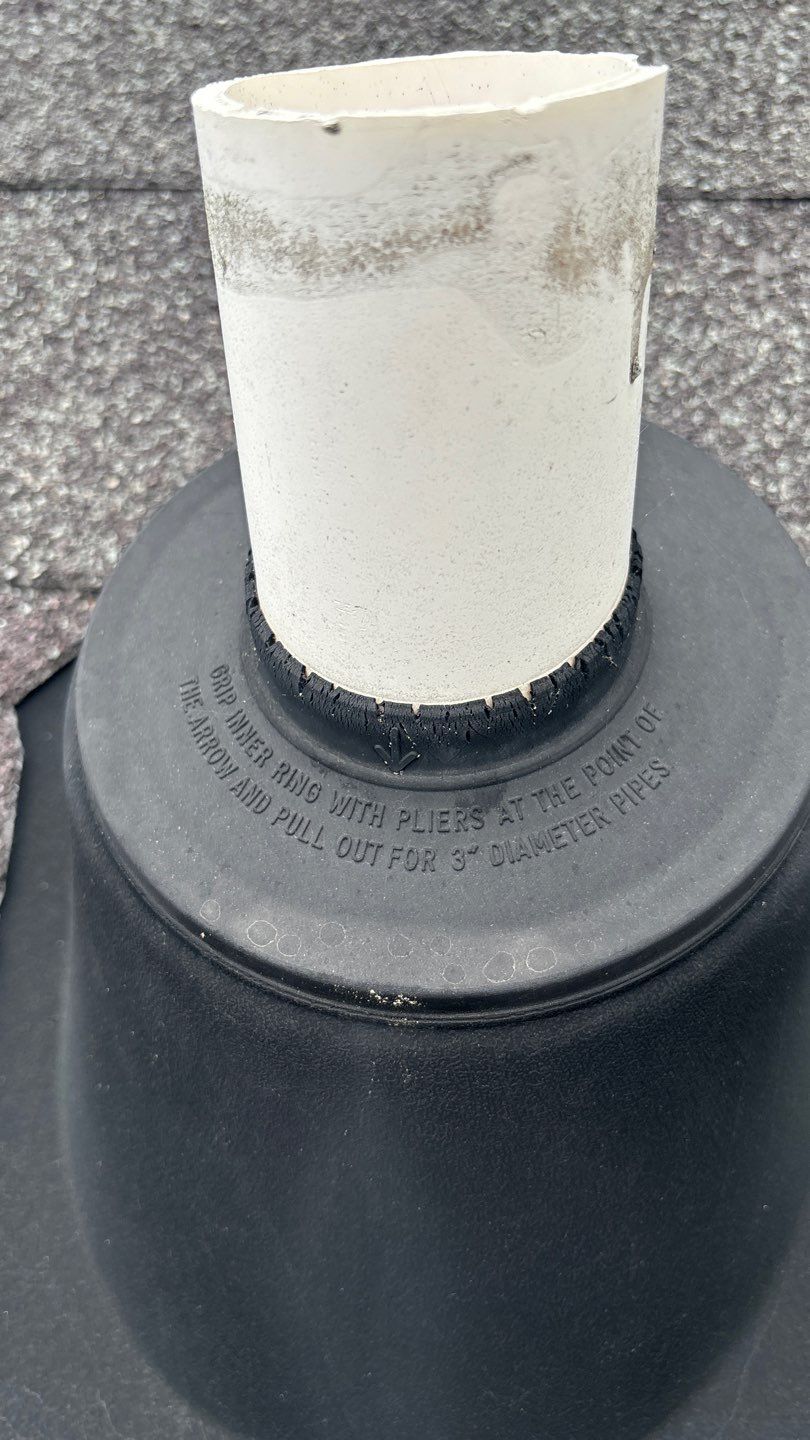 GRIP INNER RING WITH PLIERS AT THE POINT OF
THE ARROW AND PULL OUT FOR 3" DIAMETER PIPES